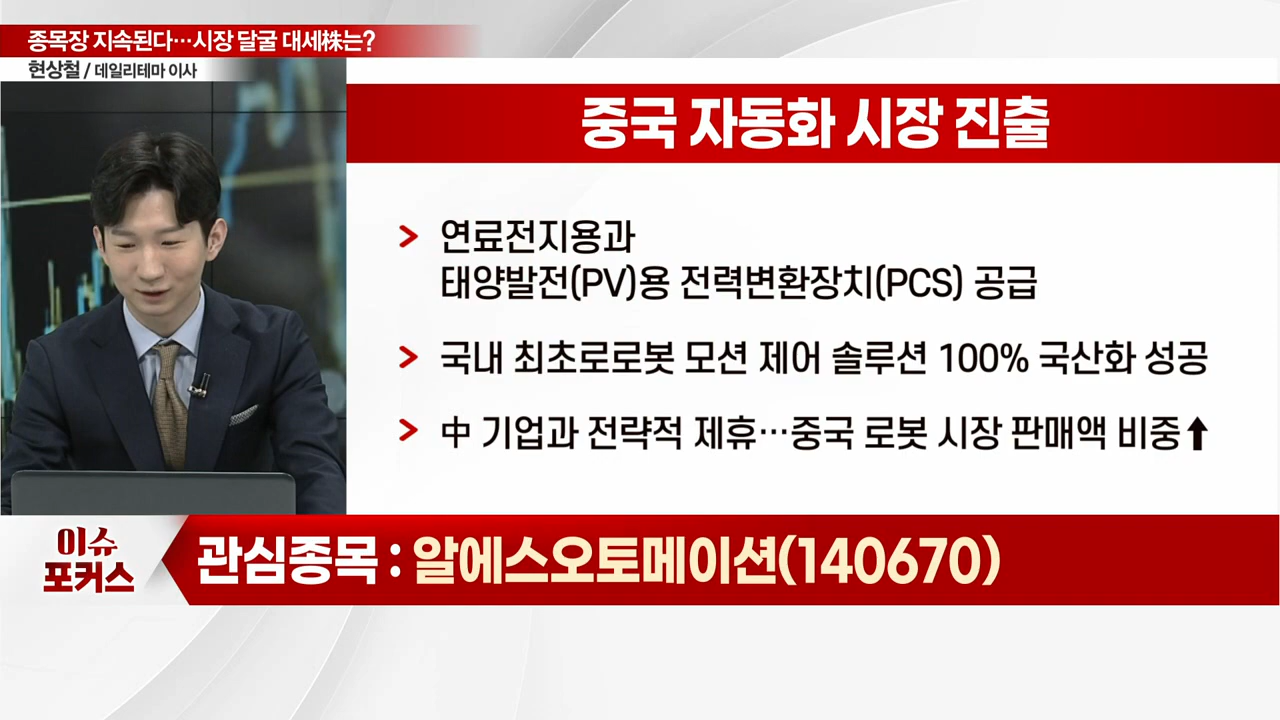 종목장 지속된다…시장 달굴 대세株는?
현상철 / 데일리테마 이사
중국 자동화 시장 진출
연료전지용과
태양발전(PV)용 전력변환장치(PCS) 공급
국내 최초로로봇 모션 제어 솔루션 100% 국산화 성공
中 기업과 전략적 제휴…중국 로봇 시장 판매액 비중⬆
이슈
포커스
관심종목 : 알에스오토메이션(140670)